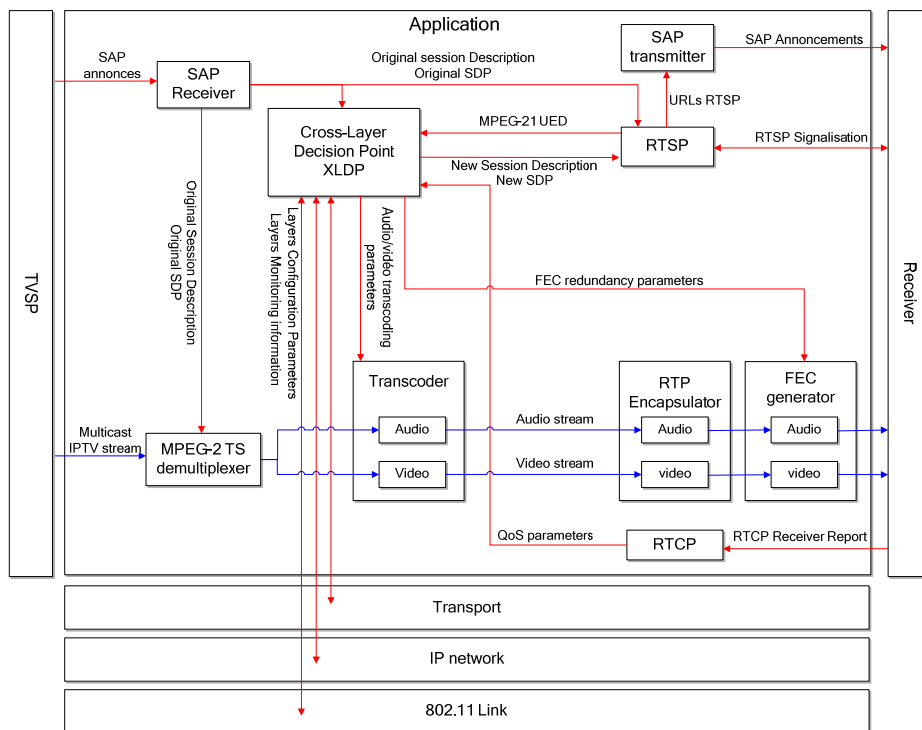 Application
SAP
annonces
SAP
Receiver
Original session Description
Original SDP
SAP
transmitter
SAP Annoncements
URLs RTSP
MPEG-21 UED
Cross-Layer
Decision Point
XLDP
RTSP
RTSP Signalisation
New Session Description
New SDP
Original Session Description
Original SDP
Layers Configuration Parameters
Layers Monitoring information
Audio/vidéo transcoding
parameters
FEC redundancy parameters
TVSP
Receiver
Transcoder
RTP
Encapsulator
FEC
generator
Multicast
IPTV stream
MPEG-2 TS
demultiplexer
Audio
Audio stream
Audio
Audio
Video
Video stream
video
video
QoS parameters
RTCP
RTCP Receiver Report
Transport
IP network
802.11 Link